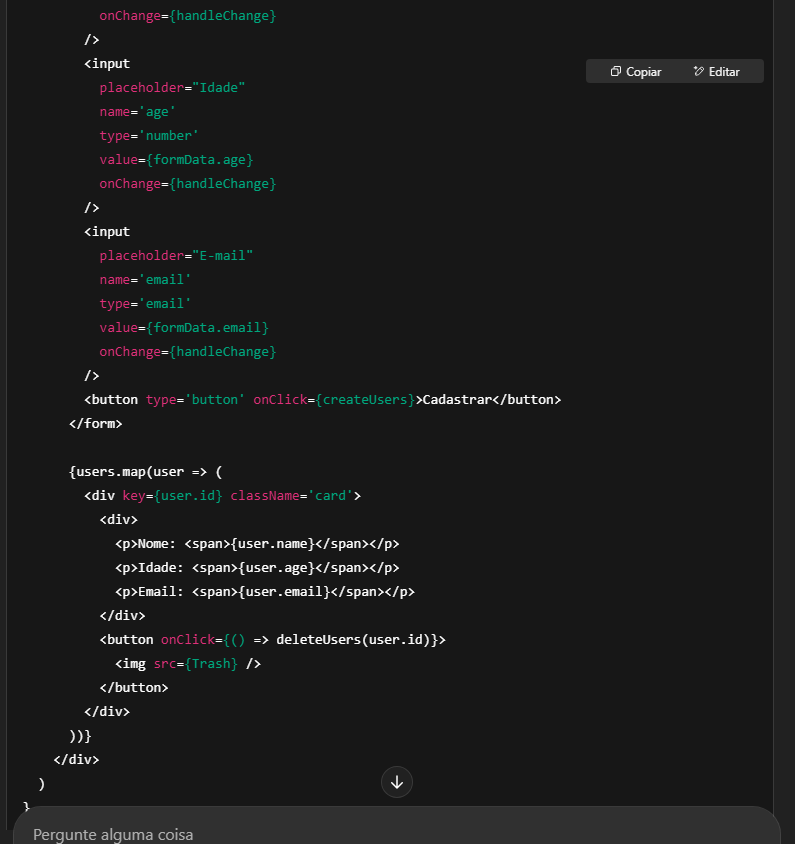 onChange={handleChange}
/>
<input
placeholder="Idade"
name='age'
type='number'
value={formData.age}
onChange={handleChange}
/>
<input
placeholder="E-mail"
name='email'
type='email'
value={formData.email}
onChange={handleChange}
/>
<button type='button' onClick={createUsers}>Cadastrar</button>
</form>
{users.map(user => (
<div key={user.id} className='card'>
<div>
<p>Nome: <span>{user.name}</span></p>
<p>Idade: <span>{user.age}</span></p>
<p>Email: <span>{user.email}</span></p>
</div>
<button onClick={() => deleteUsers(user.id)}>
<img src={Trash} />
</button>
</div>
))}
</div>
)
}
Copiar Editar
Pergunte alguma coisa